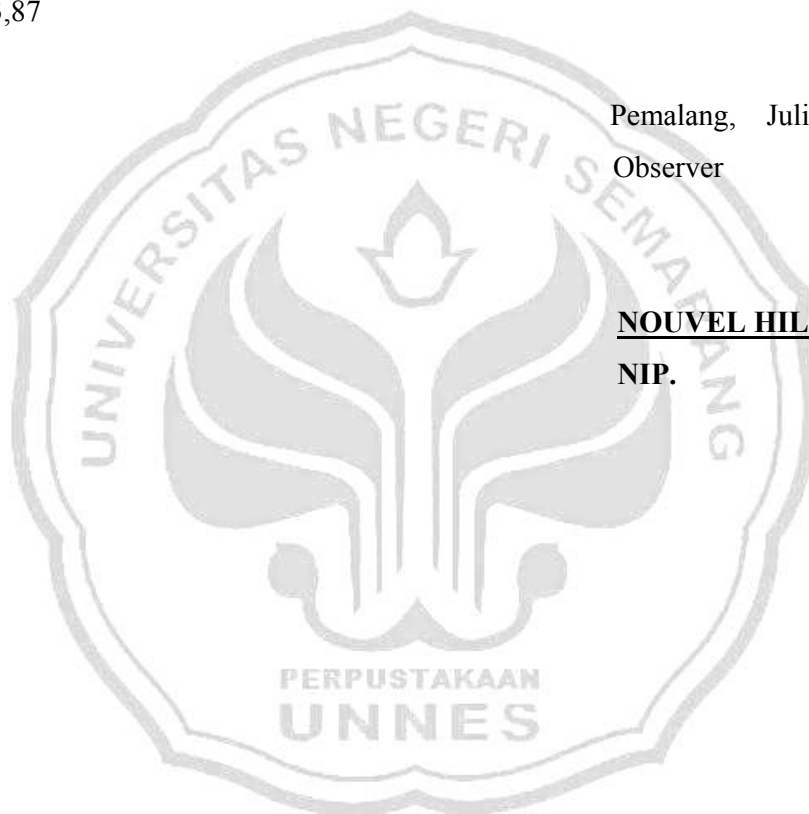 ,87
Pemalang, Juli
Observer
NOUVEL HIL
NIP.
UNIVERSITAS NEGERI SEMARANG
PERPUSTAKAAN
UNNES